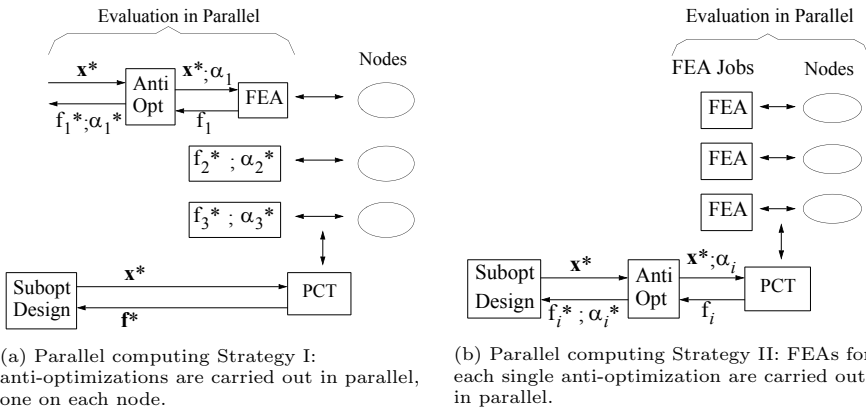 Evaluation in Parallel
Nodes
x*
x*;α1
Anti
Opt
FEA
f1*;α1*
f1
f2* ; α2*
f3* ; α3*
Subopt
Design
x*
f*
PCT
(a) Parallel computing Strategy I:
anti-optimizations are carried out in parallel,
one on each node.
Evaluation in Parallel
FEA Jobs
Nodes
FEA
FEA
FEA
Subopt
Design
x*
fi* ; αi*
Anti
Opt
x*;αi
fi
PCT
(b) Parallel computing Strategy II: FEAs for
each single anti-optimization are carried out
in parallel.